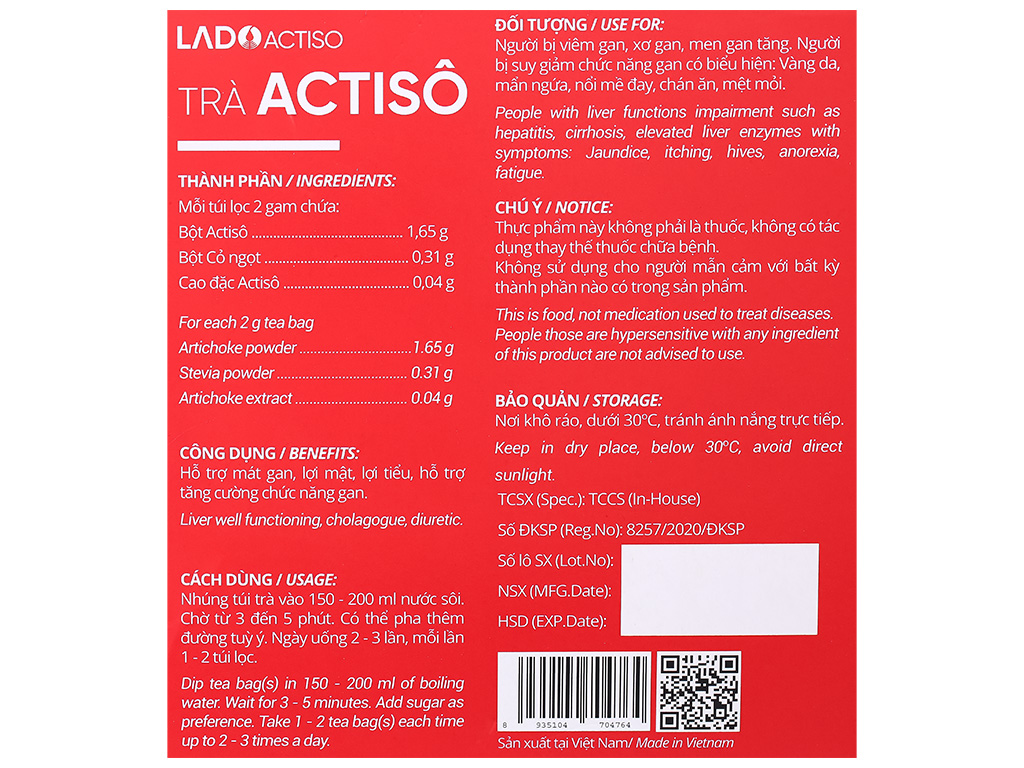 LADO ACTISO
TRÀ ACTISÔ
THÀNH PHẦN / INGREDIENTS:
Mỗi túi lọc 2 gam chứa:
Bột Actisô ........................................ 1,65 g
Bột Cỏ ngọt ...................................... 0,31 g
Cao đặc Actisô ................................. 0,04 g
For each 2 g tea bag
Artichoke powder ..............................1.65 g
Stevia powder ................................... 0.31 g
Artichoke extract .............................. 0.04 g
CÔNG DỤNG / BENEFITS:
Hỗ trợ mát gan, lợi mật, lợi tiểu, hỗ trợ
tăng cường chức năng gan.
Liver well functioning, cholagogue, diuretic.
CÁCH DÙNG / USAGE:
Nhúng túi trà vào 150 - 200 ml nước sôi.
Chờ từ 3 đến 5 phút. Có thể pha thêm
đường tuỳ ý. Ngày uống 2 - 3 lần, mỗi lần
1 - 2 túi lọc.
Dip tea bag(s) in 150 - 200 ml of boiling
water. Wait for 3 - 5 minutes. Add sugar as
preference. Take 1 - 2 tea bag(s) each time
up to 2 - 3 times a day.
ĐỐI TƯỢNG / USE FOR:
Người bị viêm gan, xơ gan, men gan tăng. Người
bị suy giảm chức năng gan có biểu hiện: Vàng da,
mẩn ngứa, nổi mề đay, chán ăn, mệt mỏi.
People with liver functions impairment such as
hepatitis, cirrhosis, elevated liver enzymes with
symptoms: Jaundice, itching, hives, anorexia,
fatigue.
CHÚ Ý / NOTICE:
Thực phẩm này không phải là thuốc, không có tác
dụng thay thế thuốc chữa bệnh.
Không sử dụng cho người mẫn cảm với bất kỳ
thành phần nào có trong sản phẩm.
This is food, not medication used to treat diseases.
People those are hypersensitive with any ingredient
of this product are not advised to use.
BẢO QUẢN / STORAGE:
Nơi khô ráo, dưới 30ºC, tránh ánh nắng trực tiếp.
Keep in dry place, below 30ºC, avoid direct
sunlight.
TCSX (Spec.): TCCS (In-House)
Số ĐKSP (Reg.No): 8257/2020/ĐKSP
Số lô SX (Lot.No):
NSX (MFG.Date):
HSD (EXP.Date):
8 935104 704764
Sản xuất tại Việt Nam/ Made in Vietnam